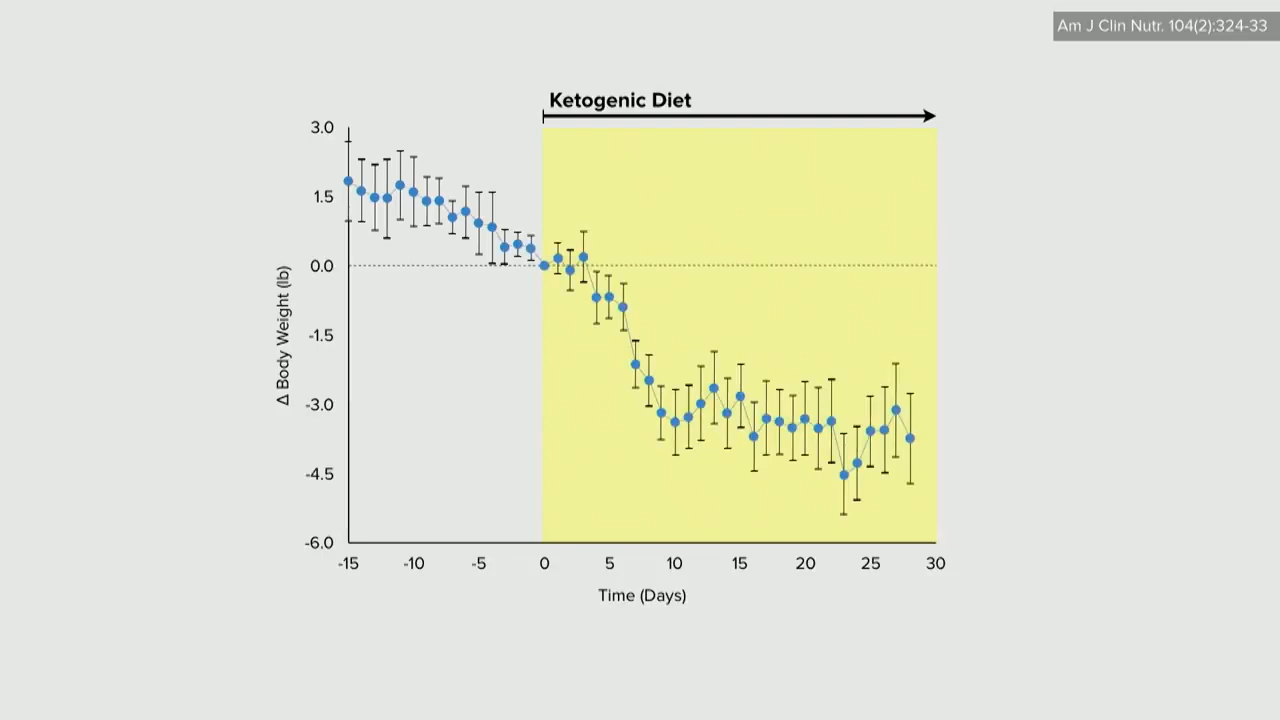 Am J Clin Nutr. 104(2):324-33
Ketogenic Diet
3.0
1.5
0.0
-1.5
-3.0
-4.5
-6.0
Δ Body Weight (lb)
-15 -10 -5 0 5 10 15 20 25 30
Time (Days)